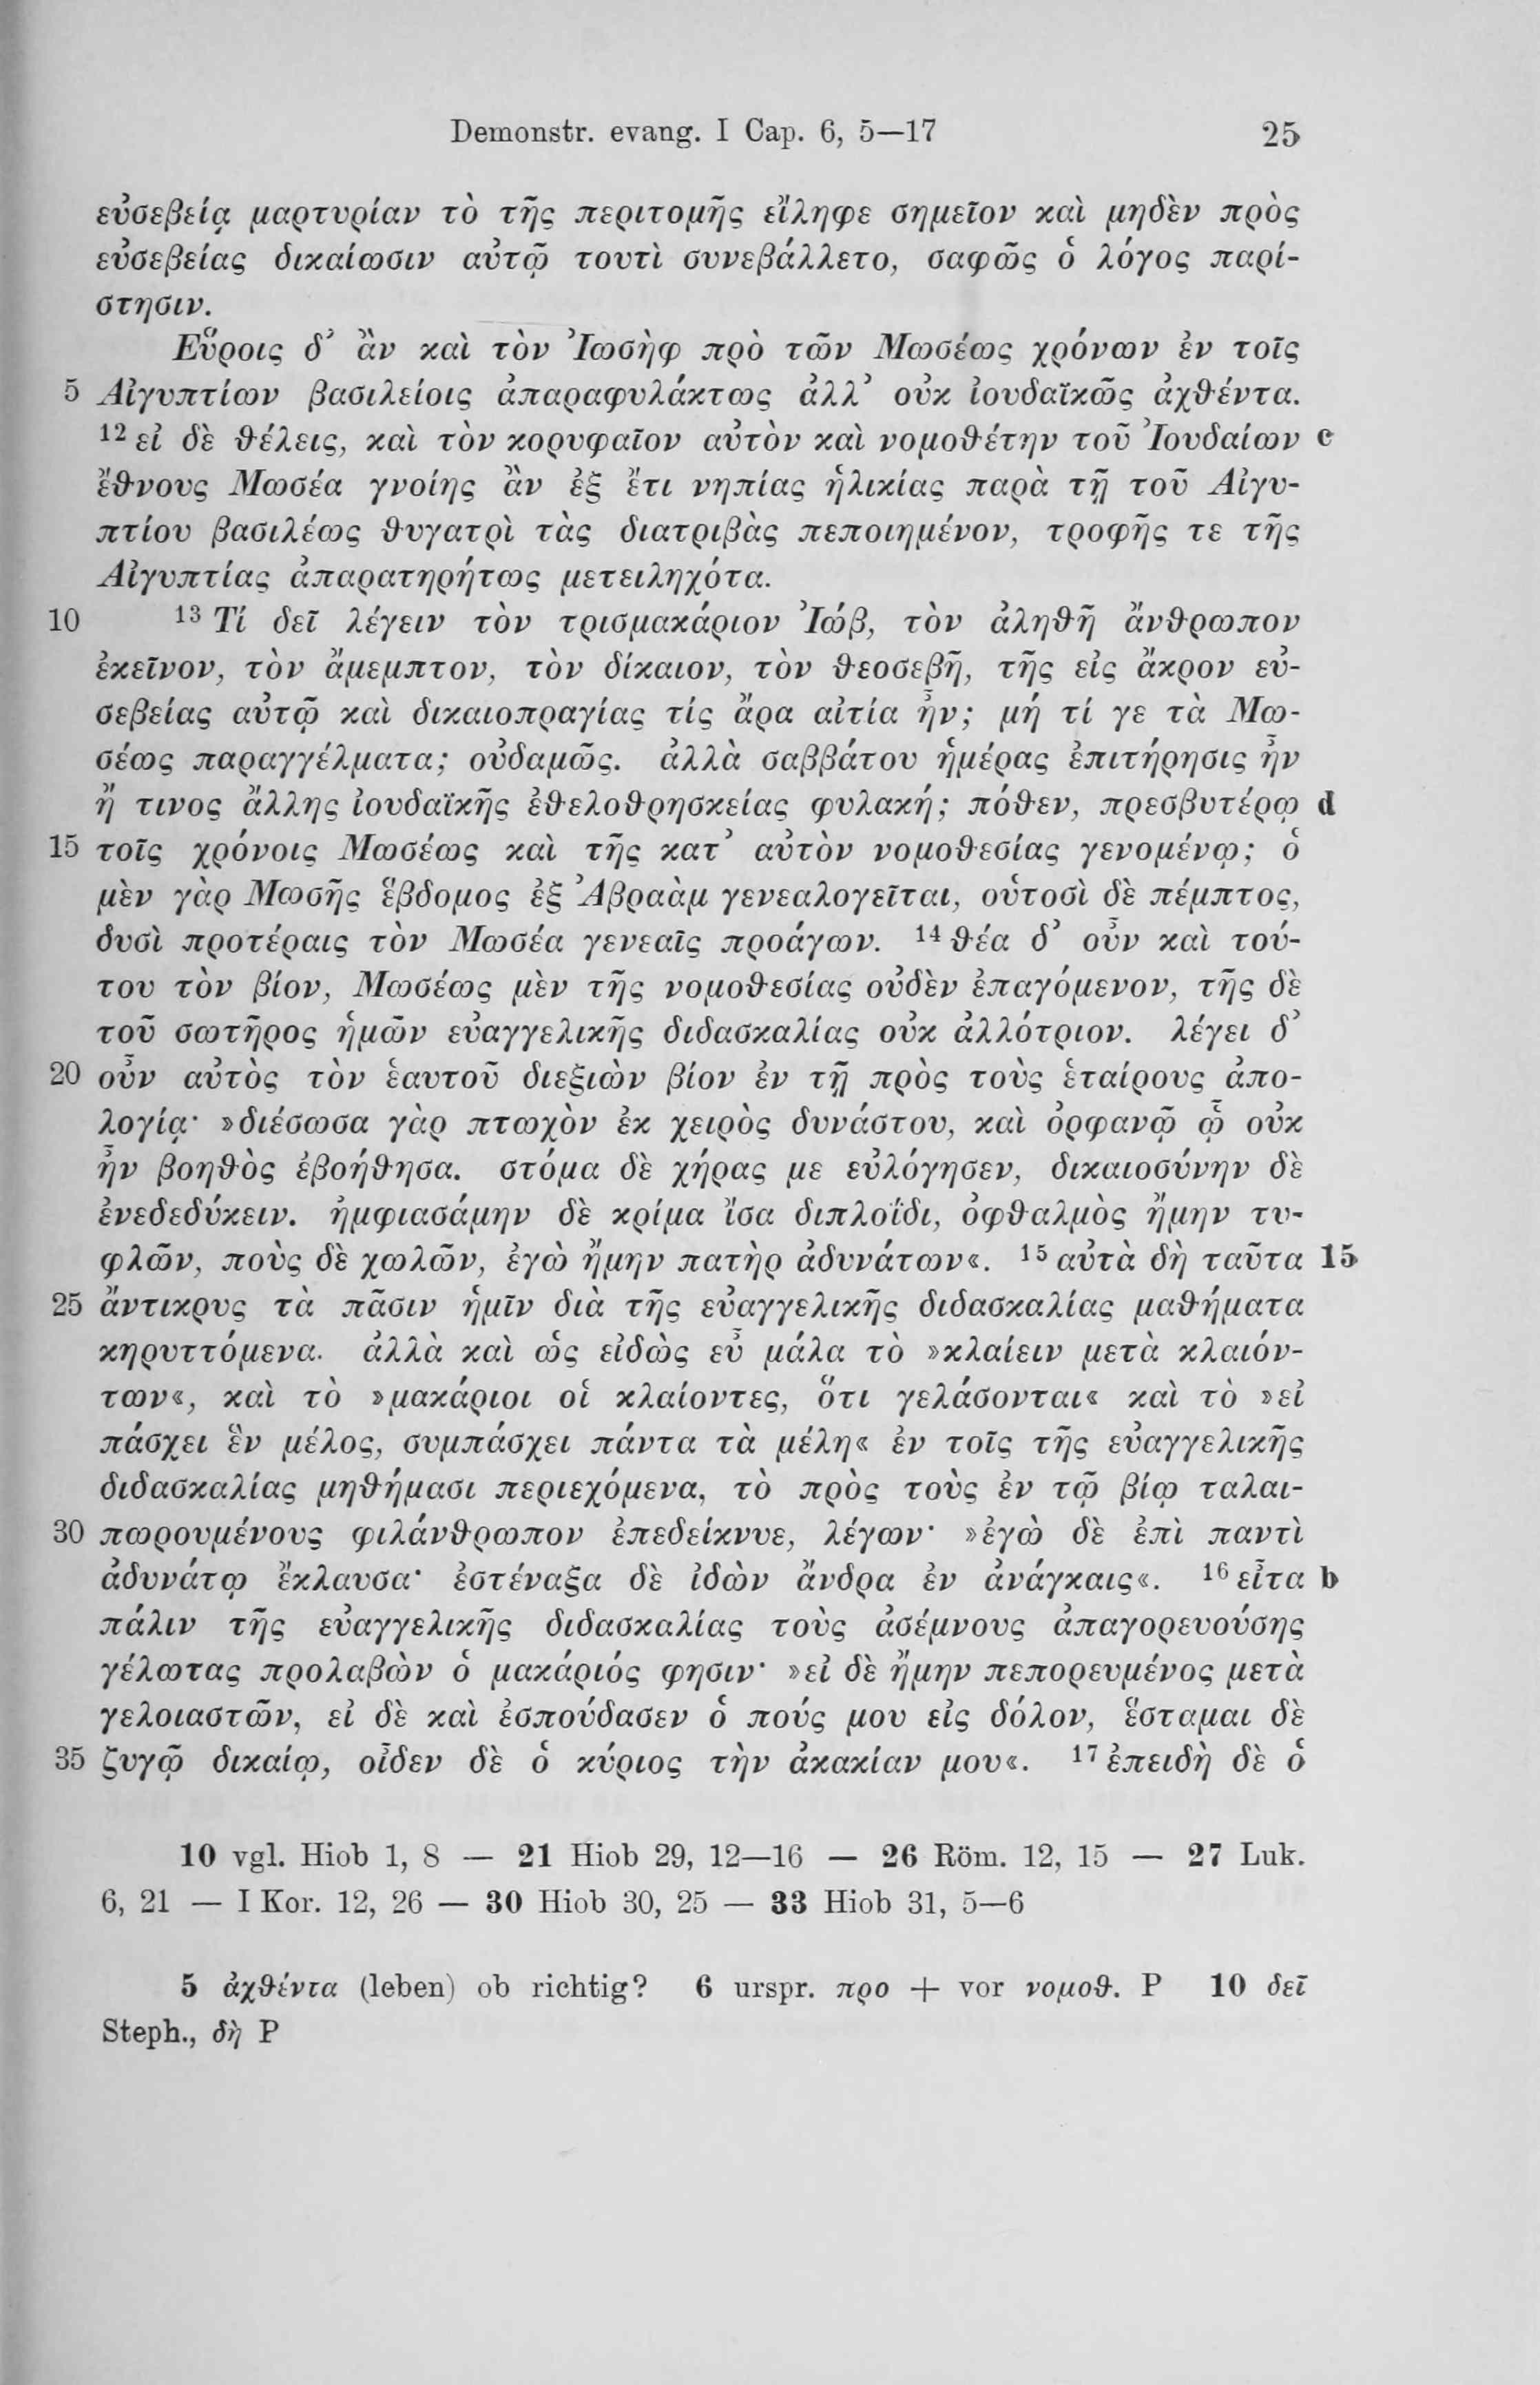 Demonstr. evang. I Cap. 6, 5—17 25
εὐσεβείᾳ μαρτυρίαν τὸ τῆς περιτομῆς εἴληφε σημεῖον καὶ μηδὲν πρὸς
εὐσεβείας δικαίωσιν αὐτῷ τουτὶ συνεβάλλετο, σαφῶς ὁ λόγος παρί-
στησιν.
Εὕροις δ’ ἂν καὶ τὸν Ἰωσὴφ πρὸ τῶν Μωσέως χρόνων ἐν τοῖς
5 Αἰγυπτίων βασιλείοις ἀπαραφυλάκτως ἀλλ’ οὐκ ἰουδαϊκῶς ἀχθέντα.
¹² εἰ δὲ θέλεις, καὶ τὸν κορυφαῖον αὐτὸν καὶ νομοθέτην τοῦ Ἰουδαίων c
ἔθνους Μωσέα γνοίης ἂν ἐξ ἔτι νηπίας ἡλικίας παρὰ τῇ τοῦ Αἰγυ-
πτίου βασιλέως θυγατρὶ τὰς διατριβὰς πεποιημένον, τροφῆς τε τῆς
Αἰγυπτίας ἀπαρατηρήτως μετειληχότα.
10 ¹³ Τί δεῖ λέγειν τὸν τρισμακάριον Ἰώβ, τὸν ἀληθῆ ἄνθρωπον
ἐκεῖνον, τὸν ἄμεμπτον, τὸν δίκαιον, τὸν θεοσεβῆ, τῆς εἰς ἄκρον εὐ-
σεβείας αὐτῷ καὶ δικαιοπραγίας τίς ἄρα αἰτία ἦν; μή τί γε τὰ Μω-
σέως παραγγέλματα; οὐδαμῶς. ἀλλὰ σαββάτου ἡμέρας ἐπιτήρησις ἦν
ἤ τινος ἄλλης ἰουδαϊκῆς ἐθελοθρησκείας φυλακή; πόθεν, πρεσβυτέρῳ d
15 τοῖς χρόνοις Μωσέως καὶ τῆς κατ’ αὐτὸν νομοθεσίας γενομένῳ; ὁ
μὲν γὰρ Μωσῆς ἕβδομος ἐξ Ἀβραὰμ γενεαλογεῖται, οὑτοσὶ δὲ πέμπτος,
δυσὶ προτέραις τὸν Μωσέα γενεαῖς προάγων. ¹⁴ θέα δ’ οὖν καὶ τού-
του τὸν βίον, Μωσέως μὲν τῆς νομοθεσίας οὐδὲν ἐπαγόμενον, τῆς δὲ
τοῦ σωτῆρος ἡμῶν εὐαγγελικῆς διδασκαλίας οὐκ ἀλλότριον. λέγει δ’
20 οὖν αὐτὸς τὸν ἑαυτοῦ διεξιὼν βίον ἐν τῇ πρὸς τοὺς ἑταίρους ἀπο-
λογίᾳ· »διέσωσα γὰρ πτωχὸν ἐκ χειρὸς δυνάστου, καὶ ὀρφανῷ ᾧ οὐκ
ἦν βοηθὸς ἐβοήθησα. στόμα δὲ χήρας με εὐλόγησεν, δικαιοσύνην δὲ
ἐνεδεδύκειν. ἠμφιασάμην δὲ κρίμα ἴσα διπλοΐδι, ὀφθαλμὸς ἤμην τυ-
φλῶν, ποὺς δὲ χωλῶν, ἐγὼ ἤμην πατὴρ ἀδυνάτων«. ¹⁵ αὐτὰ δὴ ταῦτα 15
25 ἄντικρυς τὰ πᾶσιν ἡμῖν διὰ τῆς εὐαγγελικῆς διδασκαλίας μαθήματα
κηρυττόμενα. ἀλλὰ καὶ ὡς εἰδὼς εὖ μάλα τὸ »κλαίειν μετὰ κλαιόν-
των«, καὶ τὸ »μακάριοι οἱ κλαίοντες, ὅτι γελάσονται« καὶ τὸ »εἰ
πάσχει ἓν μέλος, συμπάσχει πάντα τὰ μέλη« ἐν τοῖς τῆς εὐαγγελικῆς
διδασκαλίας μηθήμασι περιεχόμενα, τὸ πρὸς τοὺς ἐν τῷ βίῳ ταλαι-
30 πωρουμένους φιλάνθρωπον ἐπεδείκνυε, λέγων· »ἐγὼ δὲ ἐπὶ παντὶ
ἀδυνάτῳ ἔκλαυσα· ἐστέναξα δὲ ἰδὼν ἄνδρα ἐν ἀνάγκαις«. ¹⁶ εἶτα b
πάλιν τῆς εὐαγγελικῆς διδασκαλίας τοὺς ἀσέμνους ἀπαγορευούσης
γέλωτας προλαβὼν ὁ μακάριός φησιν· »εἰ δὲ ἤμην πεπορευμένος μετὰ
γελοιαστῶν, εἰ δὲ καὶ ἐσπούδασεν ὁ πούς μου εἰς δόλον, ἕσταμαι δὲ
35 ζυγῷ δικαίῳ, οἶδεν δὲ ὁ κύριος τὴν ἀκακίαν μου«. ¹⁷ ἐπειδὴ δὲ ὁ
10 vgl. Hiob 1, 8 — 21 Hiob 29, 12—16 — 26 Röm. 12, 15 — 27 Luk.
6, 21 — I Kor. 12, 26 — 30 Hiob 30, 25 — 33 Hiob 31, 5—6
5 ἀχθέντα (leben) ob richtig? 6 urspr. προ + vor νομοθ. P 10 δεῖ
Steph., δὴ P